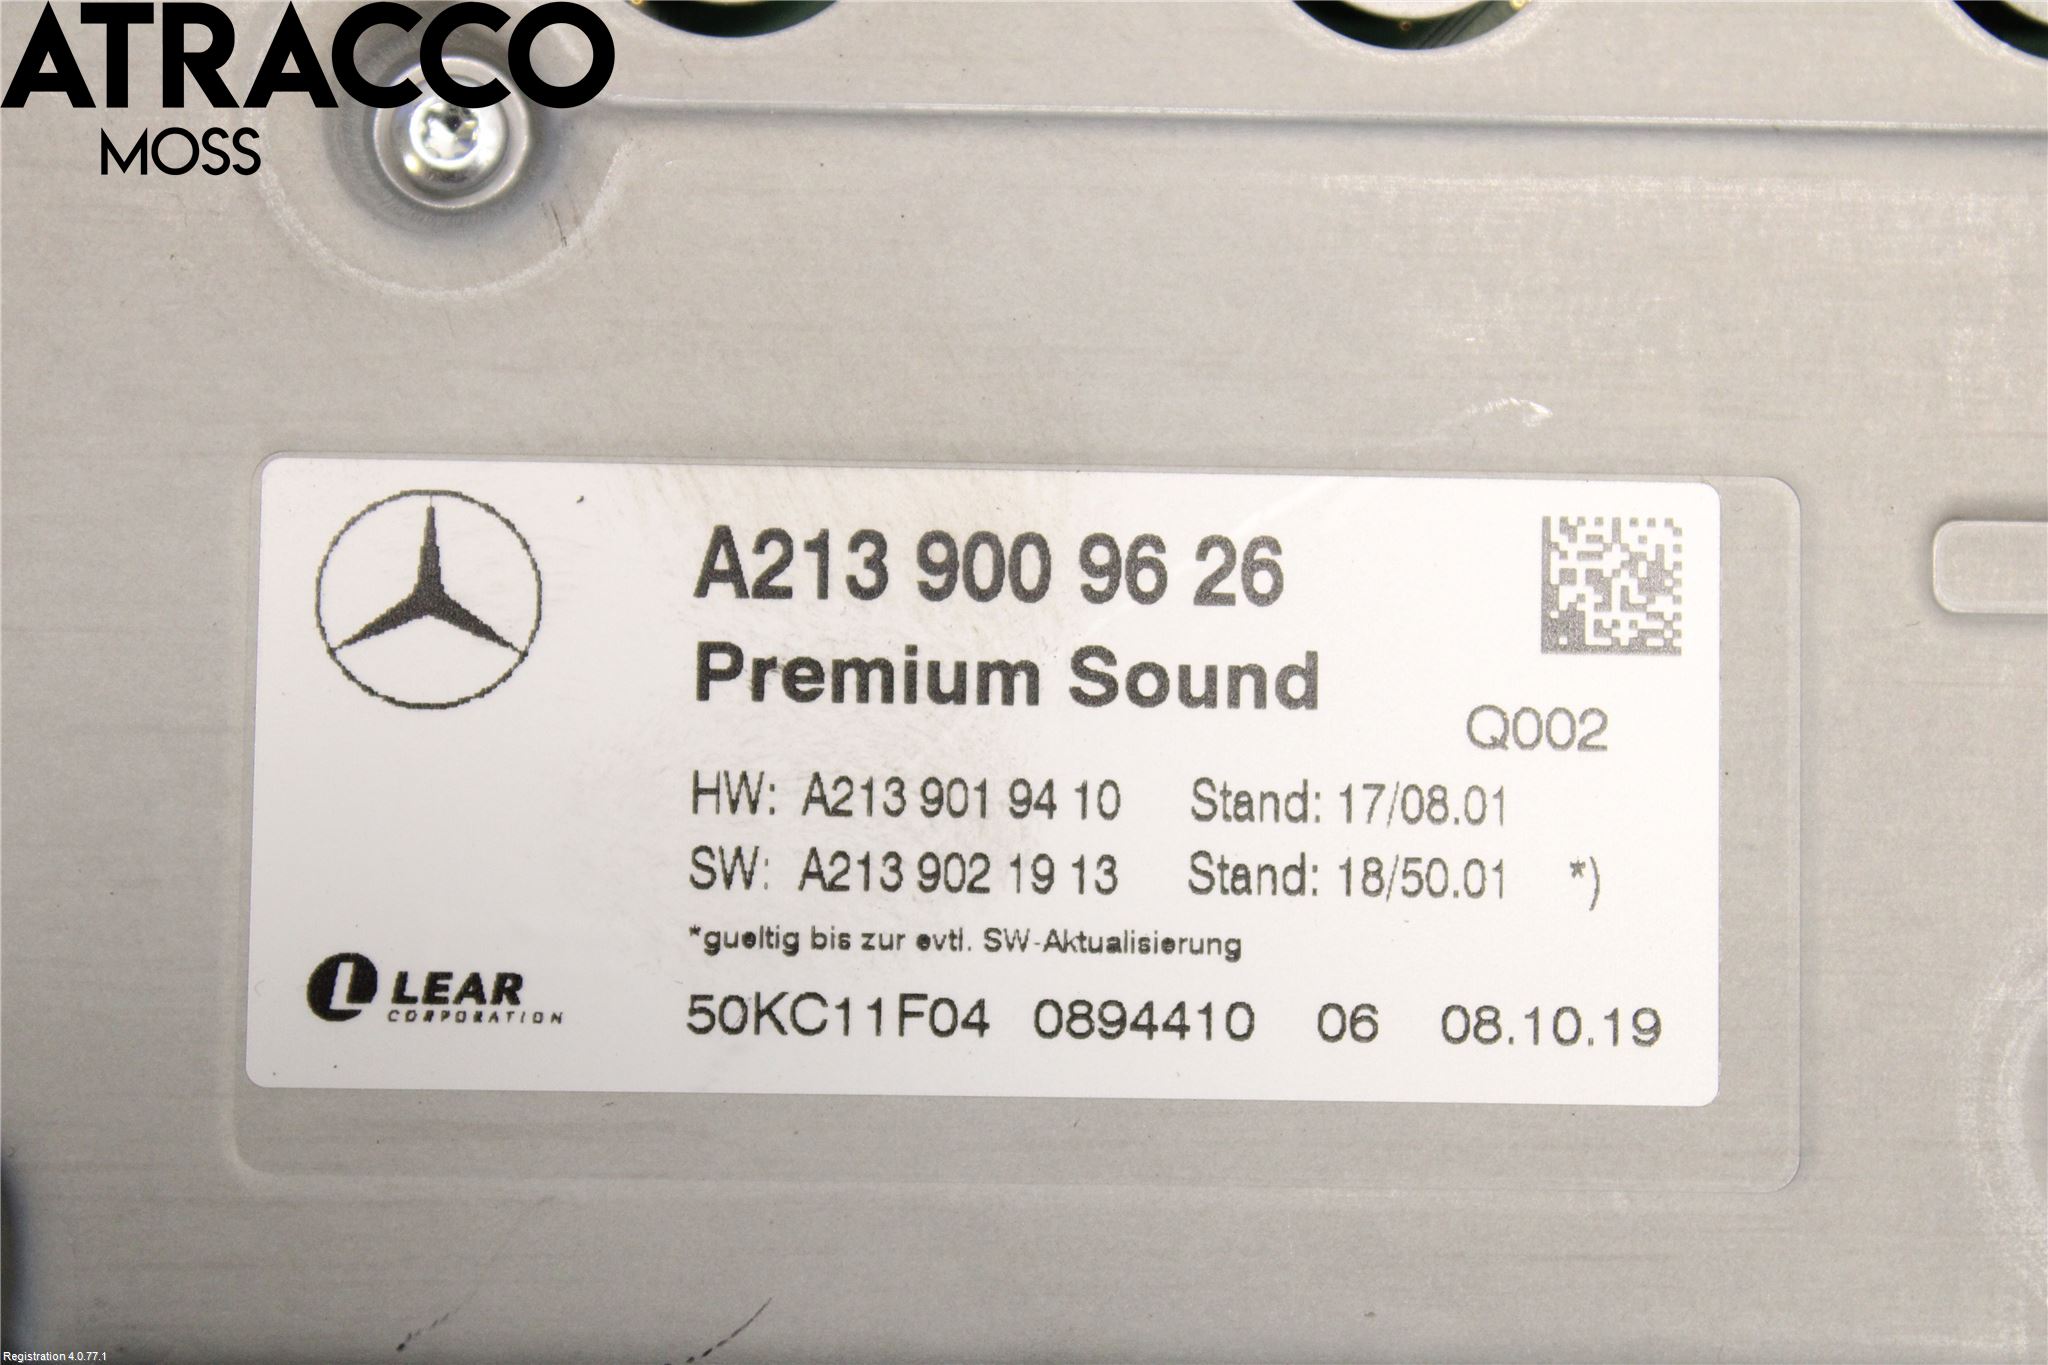 ATRACCO
MOSS
A213 900 96 26
Premium Sound
Q002
HW: A213 901 94 10 Stand: 17/08.01
SW: A213 902 19 13 Stand: 18/50.01 *)
*gueltig bis zur evtl. SW-Aktualisierung
L LEAR
CORPORATION
50KC11F04 0894410 06 08.10.19
Registration 4.0.77.1